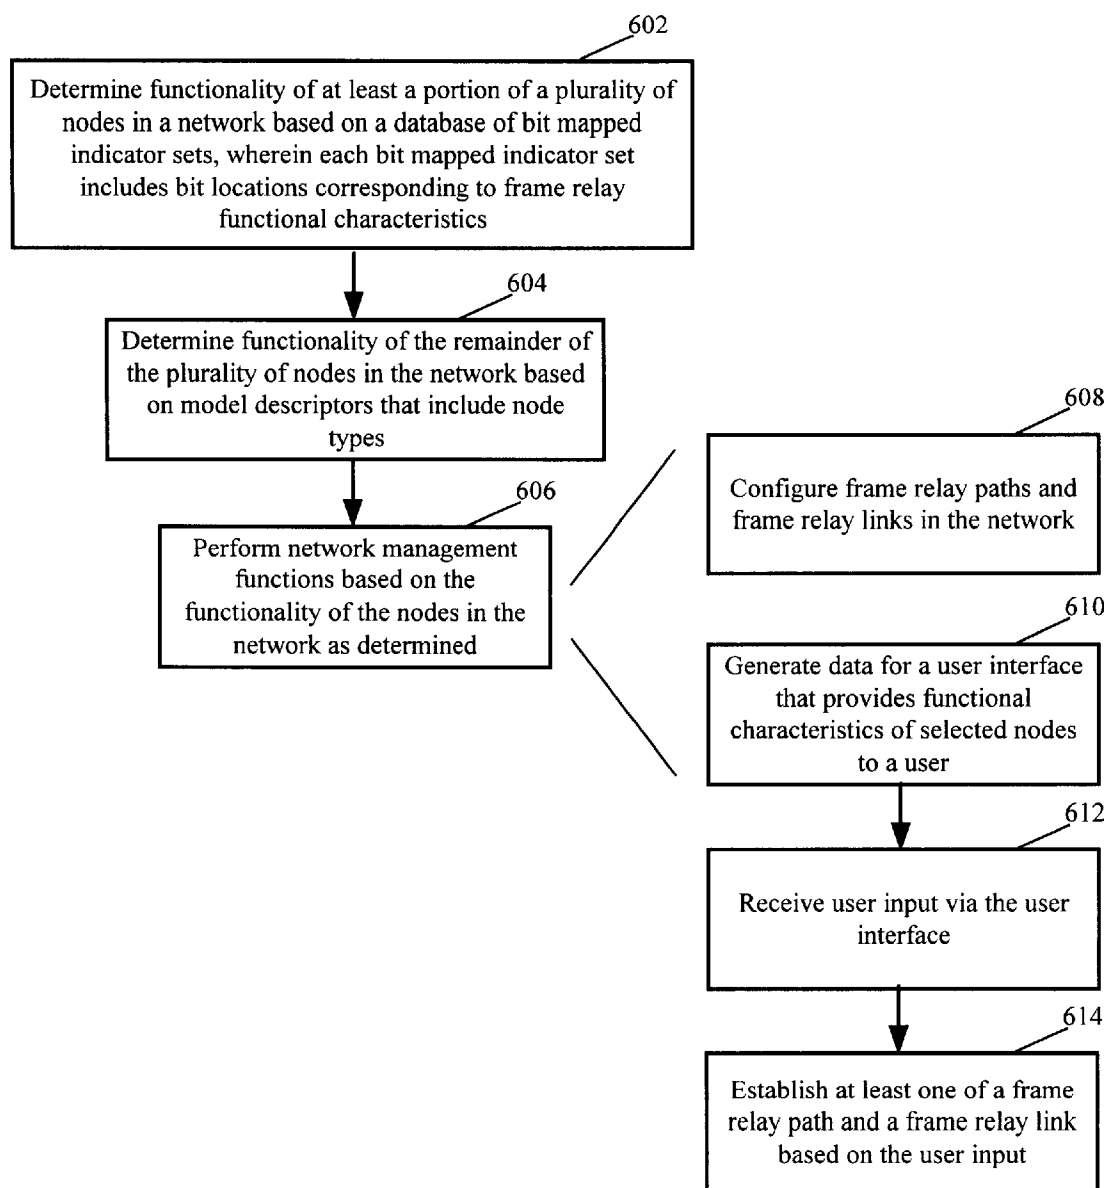 602
Determine functionality of at least a portion of a plurality of
nodes in a network based on a database of bit mapped
indicator sets, wherein each bit mapped indicator set
includes bit locations corresponding to frame relay
functional characteristics
604
Determine functionality of the remainder of
the plurality of nodes in the network based
on model descriptors that include node
types
606
Perform network management
functions based on the
functionality of the nodes in the
network as determined
608
Configure frame relay paths and
frame relay links in the network
610
Generate data for a user interface
that provides functional
characteristics of selected nodes
to a user
612
Receive user input via the user
interface
614
Establish at least one of a frame
relay path and a frame relay link
based on the user input